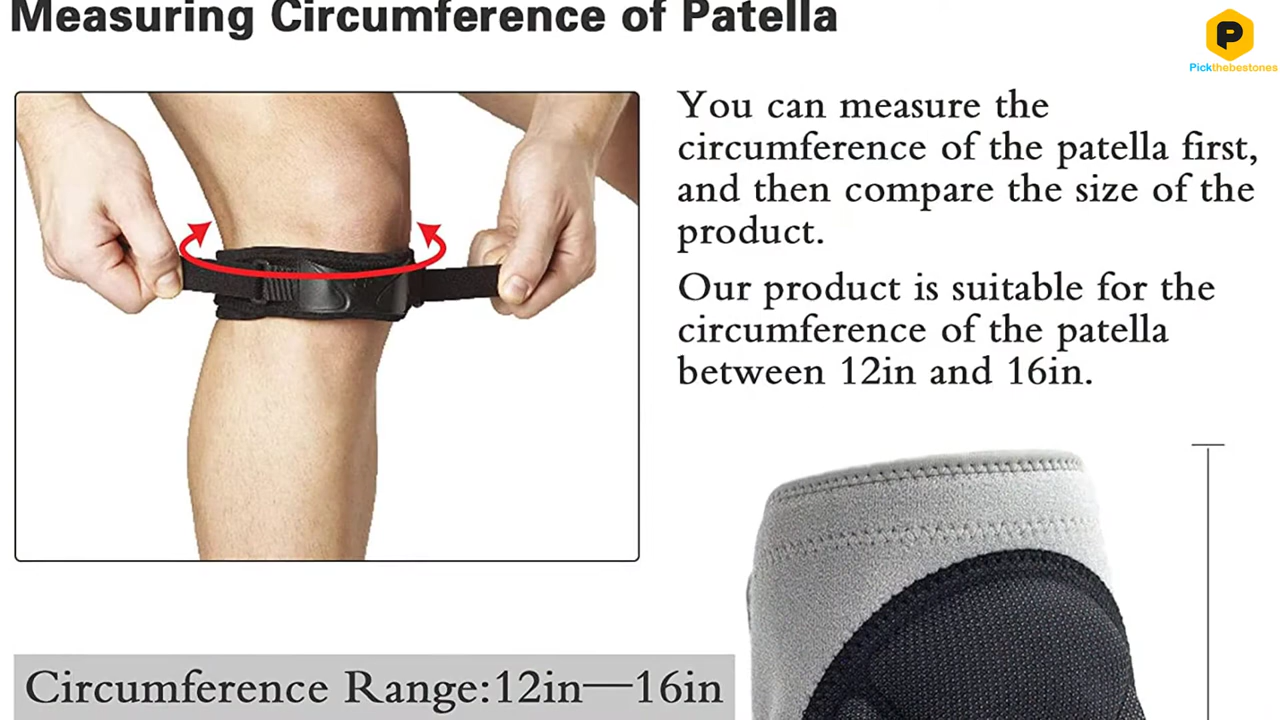 Measuring Circumference of Patella
P
Pickthebestones
You can measure the
circumference of the patella first,
and then compare the size of the
product.
Our product is suitable for the
circumference of the patella
between 12in and 16in.
Circumference Range:12in—16in